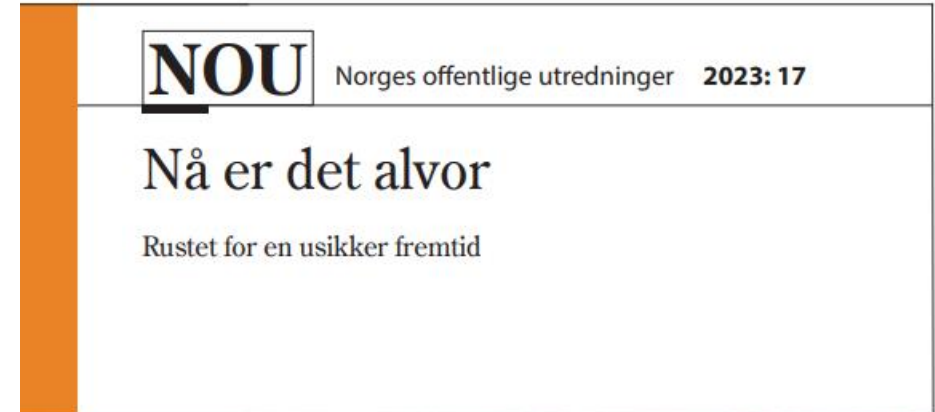 NOU Norges offentlige utredninger 2023: 17
Nå er det alvor
Rustet for en usikker fremtid